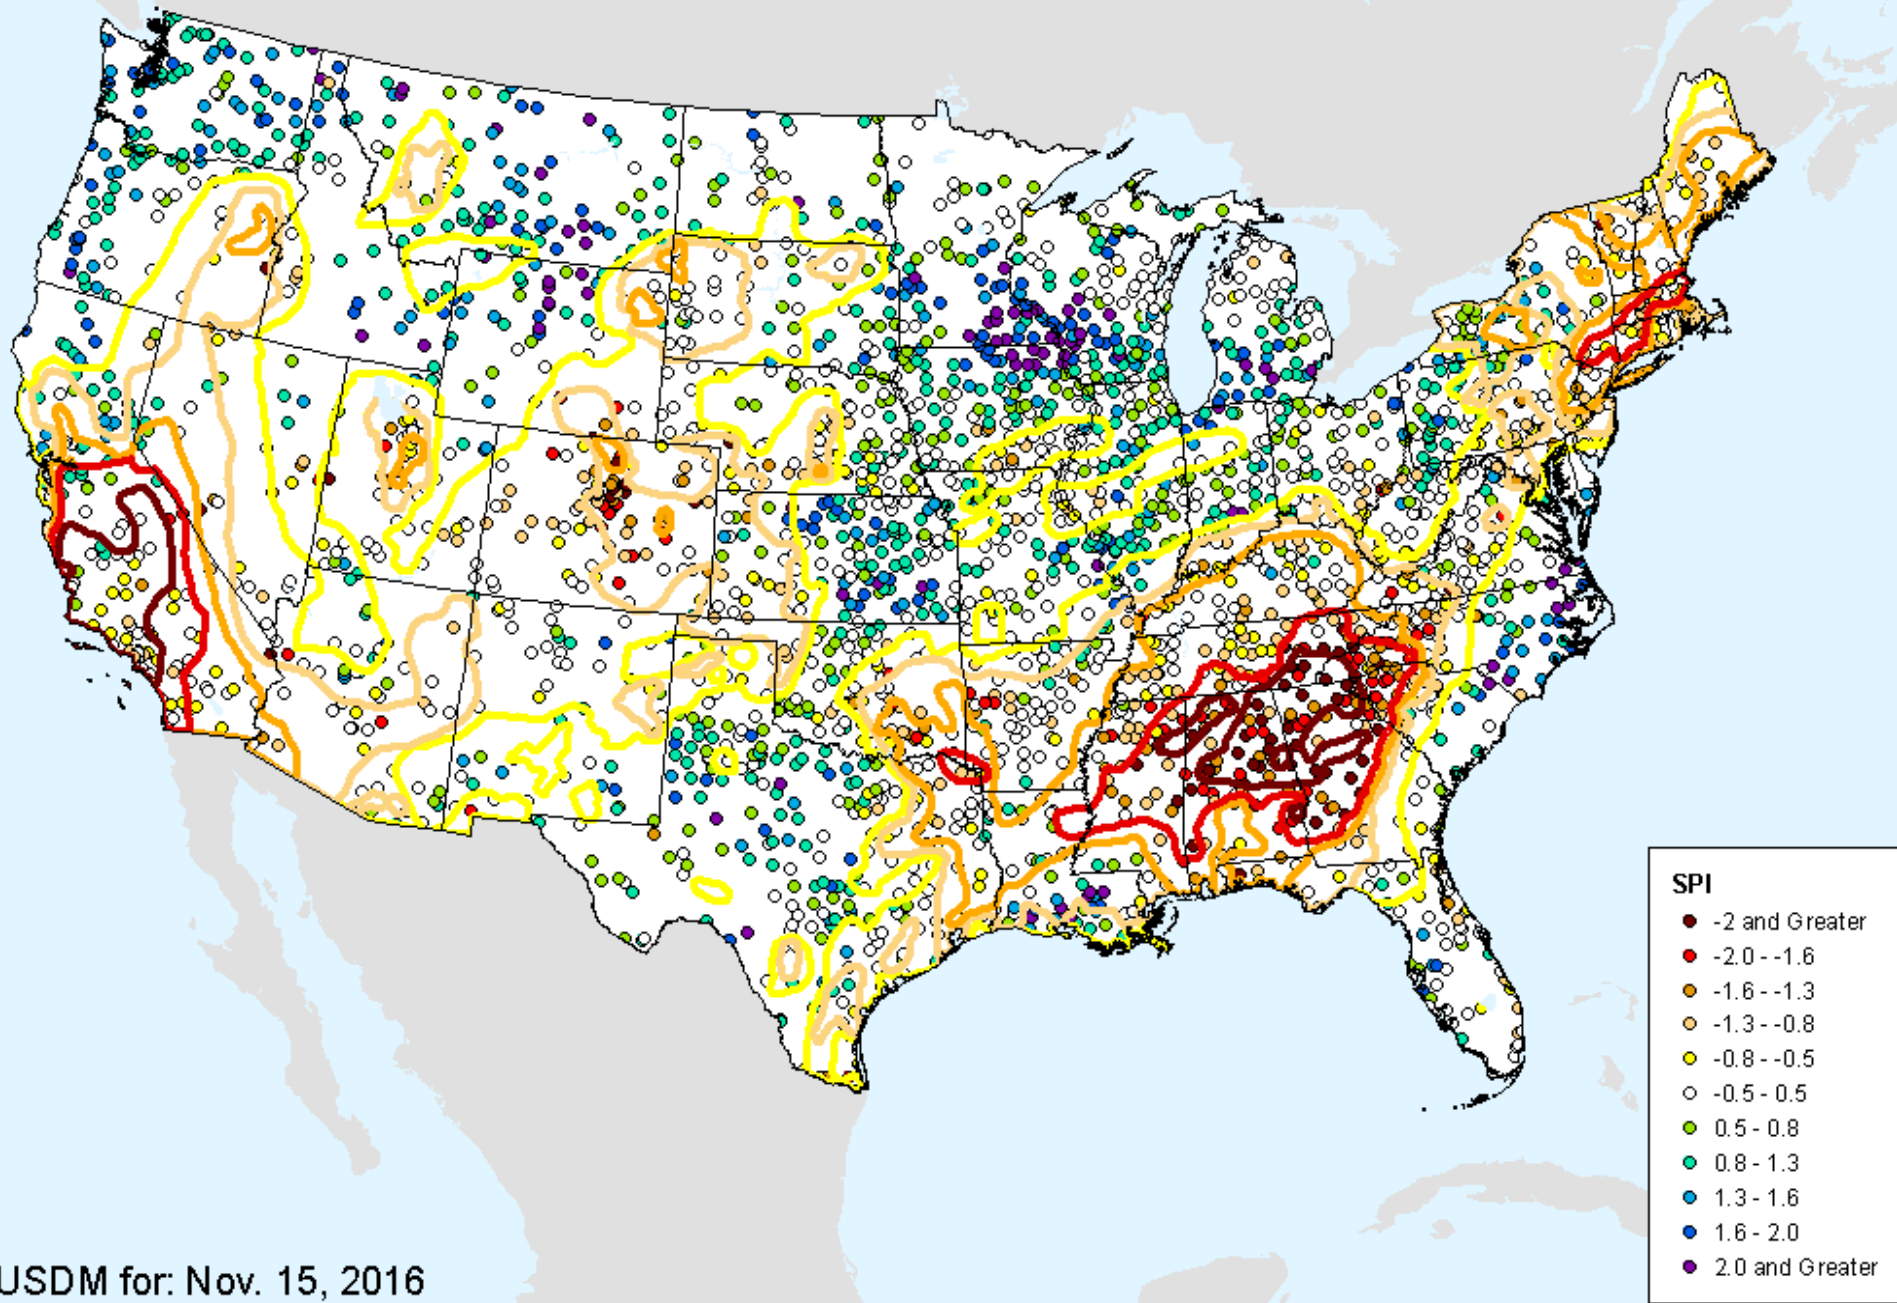 SPI
-2 and Greater
-2.0 - -1.6
-1.6 - -1.3
-1.3 - -0.8
-0.8 - -0.5
-0.5 - 0.5
0.5 - 0.8
0.8 - 1.3
1.3 - 1.6
1.6 - 2.0
2.0 and Greater
USDM for: Nov. 15, 2016